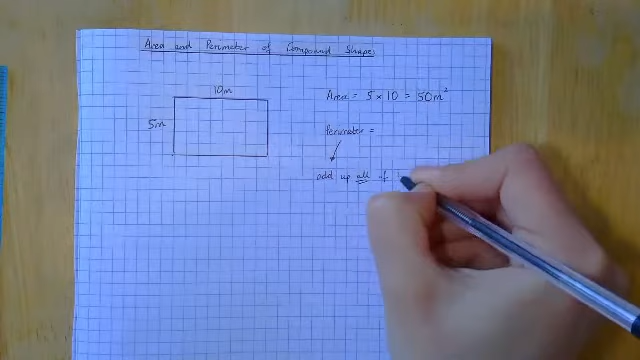 Area and Perimeter of Compound Shapes
10m
5m
Area = 5 × 10 = 50m²
Perimeter =
add up all of